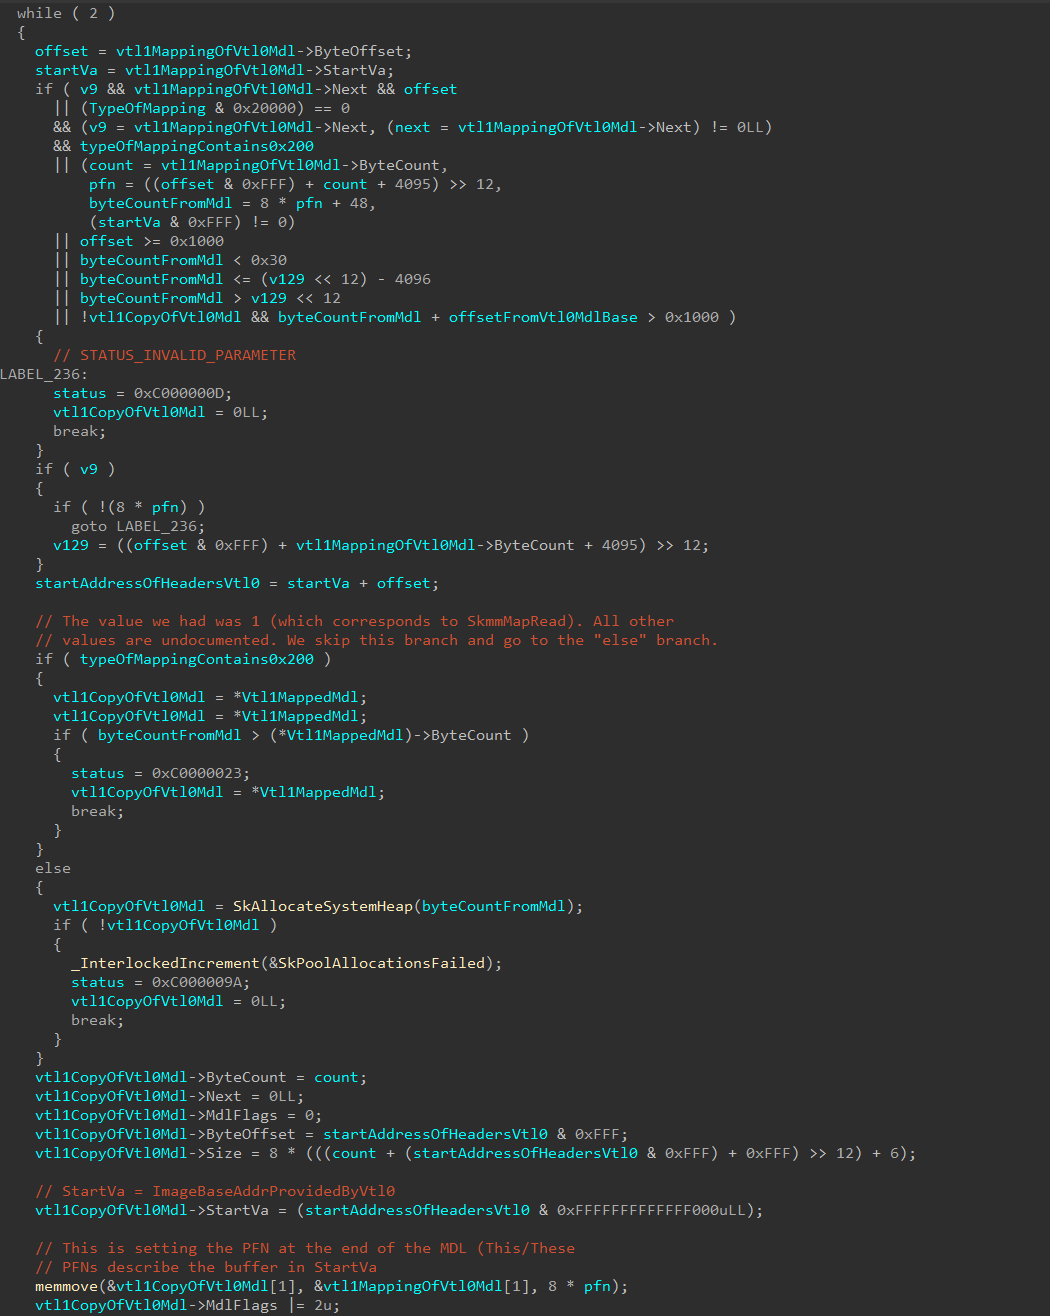 while ( 2 )
{
offset = vtl1MappingOfVtl0Mdl->ByteOffset;
startVa = vtl1MappingOfVtl0Mdl->StartVa;
if ( v9 && vtl1MappingOfVtl0Mdl->Next && offset
|| (TypeOfMapping & 0x20000) == 0
&& (v9 = vtl1MappingOfVtl0Mdl->Next, (next = vtl1MappingOfVtl0Mdl->Next) != 0LL)
&& typeOfMappingContains0x200
|| (count = vtl1MappingOfVtl0Mdl->ByteCount,
pfn = ((offset & 0xFFF) + count + 4095) >> 12,
byteCountFromMdl = 8 * pfn + 48,
(startVa & 0xFFF) != 0)
|| offset >= 0x1000
|| byteCountFromMdl < 0x30
|| byteCountFromMdl <= (v129 << 12) - 4096
|| byteCountFromMdl > v129 << 12
|| !vtl1CopyOfVtl0Mdl && byteCountFromMdl + offsetFromVtl0MdlBase > 0x1000 )
{
// STATUS_INVALID_PARAMETER
LABEL_236:
status = 0xC000000D;
vtl1CopyOfVtl0Mdl = 0LL;
break;
}
if ( v9 )
{
if ( !(8 * pfn) )
goto LABEL_236;
v129 = ((offset & 0xFFF) + vtl1MappingOfVtl0Mdl->ByteCount + 4095) >> 12;
}
startAddressOfHeadersVtl0 = startVa + offset;
// The value we had was 1 (which corresponds to SkmmMapRead). All other
// values are undocumented. We skip this branch and go to the "else" branch.
if ( typeOfMappingContains0x200 )
{
vtl1CopyOfVtl0Mdl = *Vtl1MappedMdl;
vtl1CopyOfVtl0Mdl = *Vtl1MappedMdl;
if ( byteCountFromMdl > (*Vtl1MappedMdl)->ByteCount )
{
status = 0xC0000023;
vtl1CopyOfVtl0Mdl = *Vtl1MappedMdl;
break;
}
}
else
{
vtl1CopyOfVtl0Mdl = SkAllocateSystemHeap(byteCountFromMdl);
if ( !vtl1CopyOfVtl0Mdl )
{
_InterlockedIncrement(&SkPoolAllocationsFailed);
status = 0xC000009A;
vtl1CopyOfVtl0Mdl = 0LL;
break;
}
}
vtl1CopyOfVtl0Mdl->ByteCount = count;
vtl1CopyOfVtl0Mdl->Next = 0LL;
vtl1CopyOfVtl0Mdl->MdlFlags = 0;
vtl1CopyOfVtl0Mdl->ByteOffset = startAddressOfHeadersVtl0 & 0xFFF;
vtl1CopyOfVtl0Mdl->Size = 8 * (((count + (startAddressOfHeadersVtl0 & 0xFFF) + 0xFFF) >> 12) + 6);
// StartVa = ImageBaseAddrProvidedByVtl0
vtl1CopyOfVtl0Mdl->StartVa = (startAddressOfHeadersVtl0 & 0xFFFFFFFFFFFFF000uLL);
// This is setting the PFN at the end of the MDL (This/These
// PFNs describe the buffer in StartVa
memmove(&vtl1CopyOfVtl0Mdl[1], &vtl1MappingOfVtl0Mdl[1], 8 * pfn);
vtl1CopyOfVtl0Mdl->MdlFlags |= 2u;